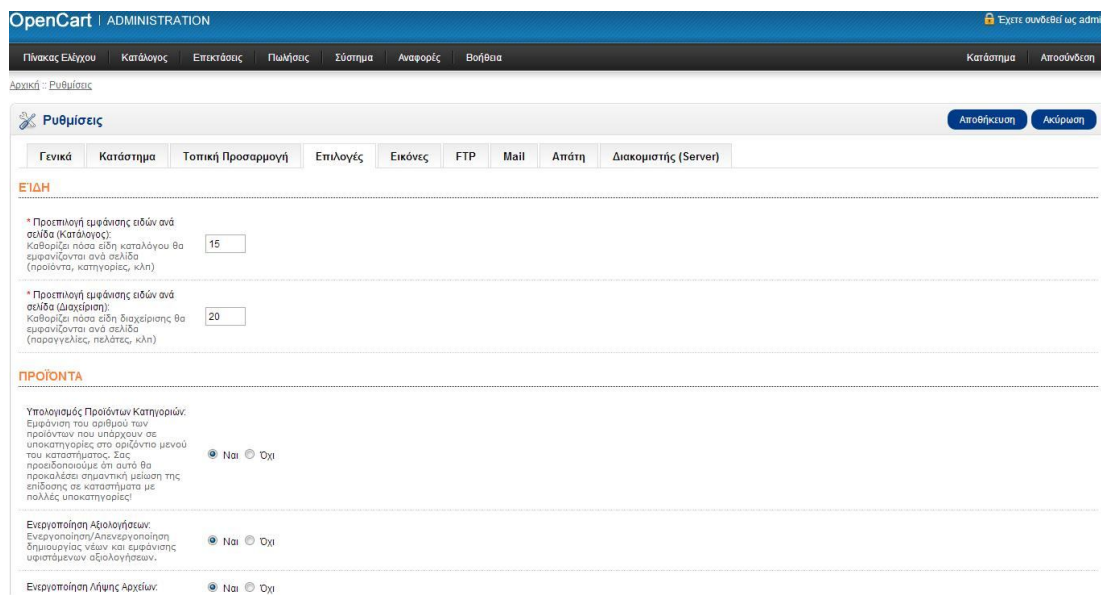 OpenCart | ADMINISTRATION
Έχετε συνδεθεί ως admi
Πίνακας Ελέγχου Κατάλογος Επεκτάσεις Πωλήσεις Σύστημα Αναφορές Βοήθεια Κατάστημα Αποσύνδεση
Αρχική :: Ρυθμίσεις
Ρυθμίσεις
Αποθήκευση Ακύρωση
Γενικά Κατάστημα Τοπική Προσαρμογή Επιλογές Εικόνες FTP Mail Απάτη Διακομιστής (Server)
ΕΊΔΗ
* Προεπιλογή εμφάνισης ειδών ανά
σελίδα (Κατάλογος):
Καθορίζει πόσα είδη καταλόγου θα
εμφανίζονται ανά σελίδα
(προϊόντα, κατηγορίες, κλπ)
15
* Προεπιλογή εμφάνισης ειδών ανά
σελίδα (Διαχείριση):
Καθορίζει πόσα είδη διαχείρισης θα
εμφανίζονται ανά σελίδα
(παραγγελίες, πελάτες, κλπ)
20
ΠΡΟΪΟΝΤΑ
Υπολογισμός Προϊόντων Κατηγοριών:
Εμφάνιση του αριθμού των
προϊόντων που υπάρχουν σε
υποκατηγορίες στο οριζόντιο μενού
του καταστήματος. Σας
προειδοποιούμε ότι αυτό θα
προκαλέσει σημαντική μείωση της
επίδοσης σε καταστήματα με
πολλές υποκατηγορίες!
Ναι Όχι
Ενεργοποίηση Αξιολογήσεων:
Ενεργοποίηση/Απενεργοποίηση
δημιουργίας νέων και εμφάνισης
υφιστάμενων αξιολογήσεων.
Ναι Όχι
Ενεργοποίηση Λήψης Αρχείων:
Ναι Όχι